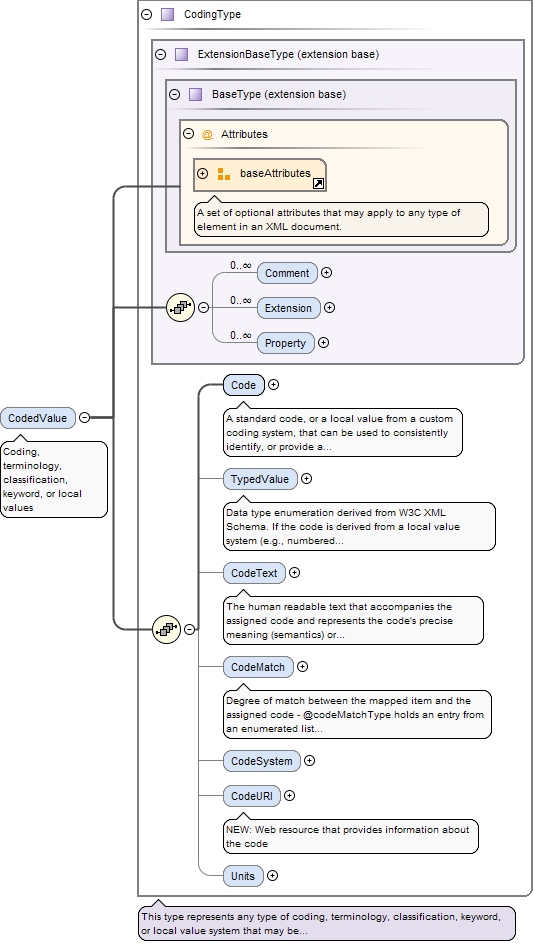 CodingType
ExtensionBaseType (extension base)
BaseType (extension base)
@ Attributes
baseAttributes
A set of optional attributes that may apply to any type of
element in an XML document.
0..∞
Comment
0..∞
Extension
0..∞
Property
CodedValue
Coding,
terminology,
classification,
keyword, or local
values
Code
A standard code, or a local value from a custom
coding system, that can be used to consistently
identify, or provide a...
TypedValue
Data type enumeration derived from W3C XML
Schema. If the code is derived from a local value
system (e.g., numbered...
CodeText
The human readable text that accompanies the
assigned code and represents the code's precise
meaning (semantics) or...
CodeMatch
Degree of match between the mapped item and the
assigned code - @codeMatchType holds an entry from
an enumerated list...
CodeSystem
CodeURI
NEW: Web resource that provides information about
the code
Units
This type represents any type of coding, terminology, classification, keyword,
or local value system that may be...